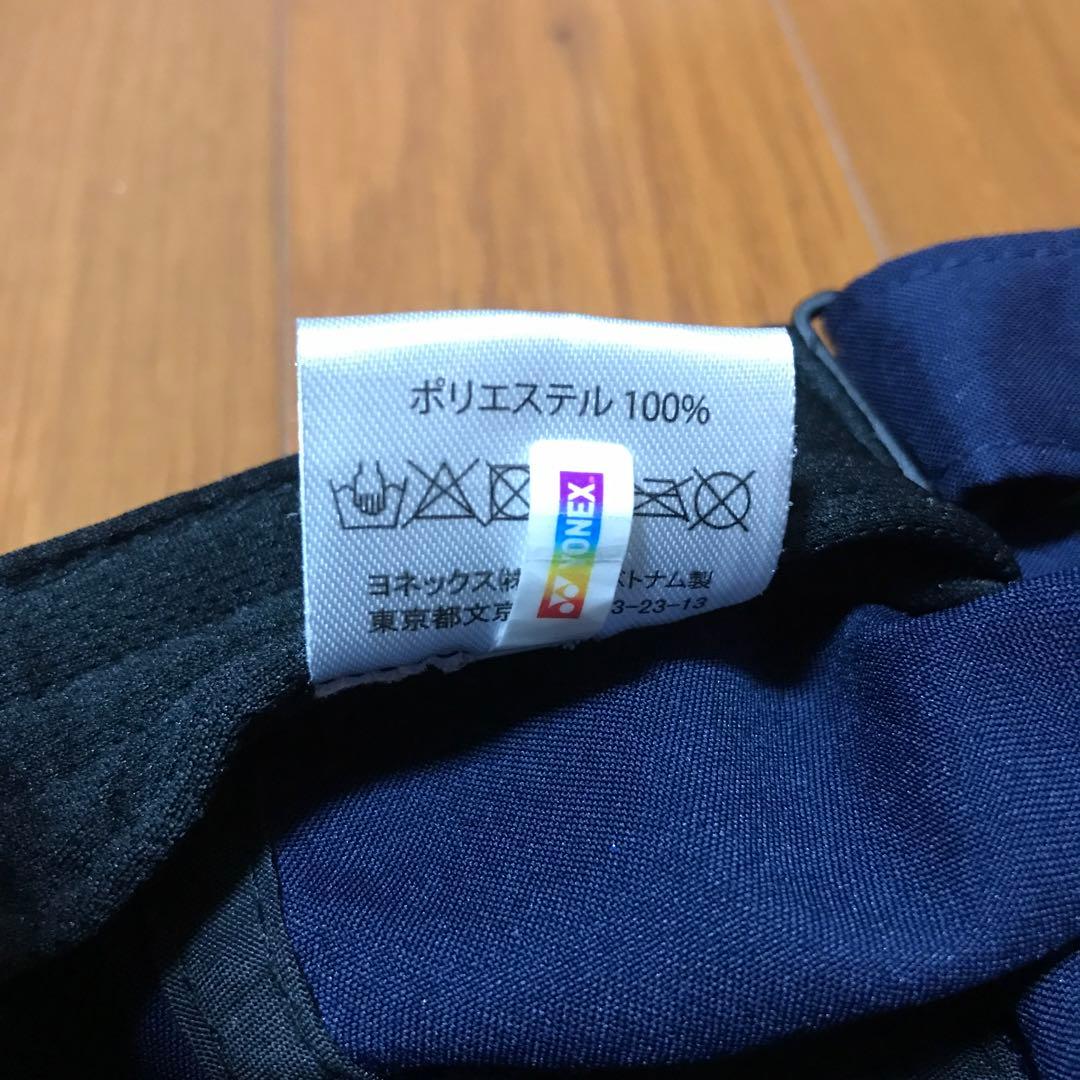 ポリエステル 100%
YONEX
ヨネックス㈱ トナム製
東京都文京 3-23-13